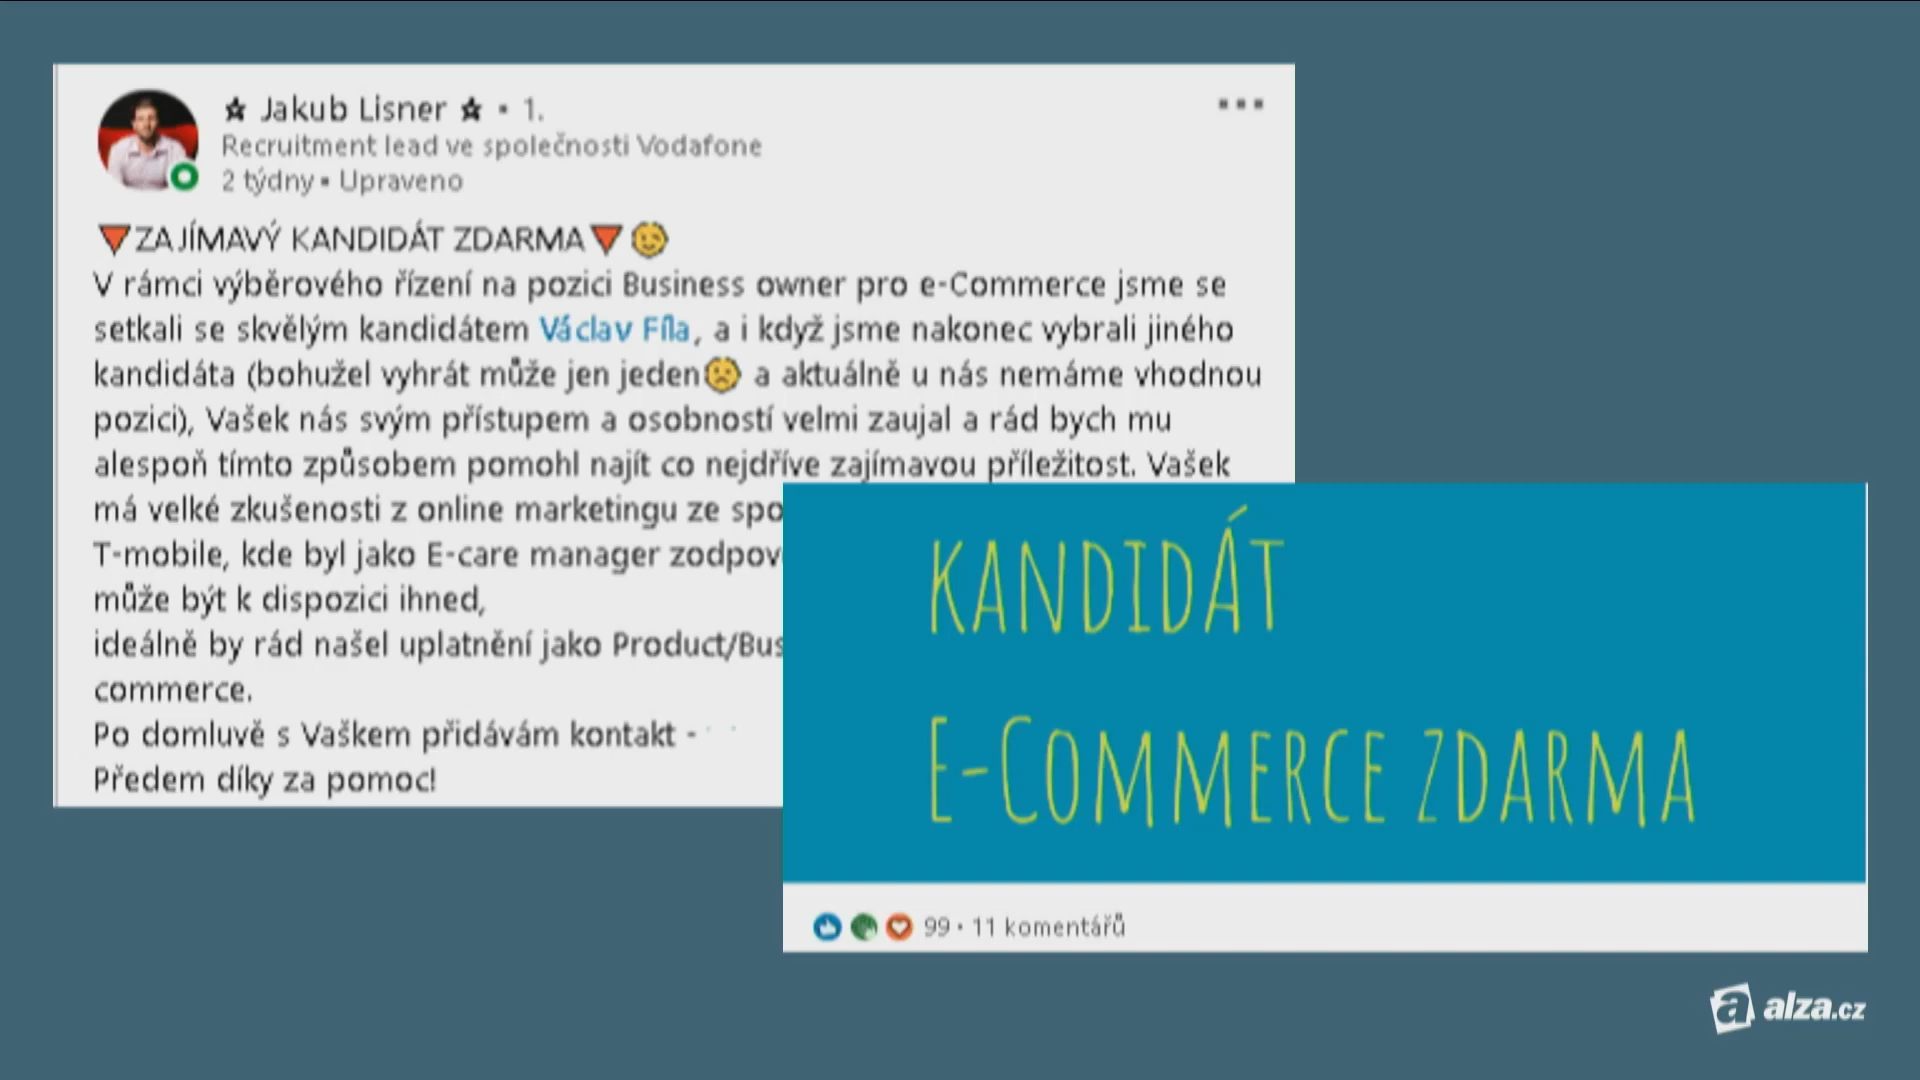 ☆ Jakub Lisner ☆ • 1.
Recruitment lead ve společnosti Vodafone
2 týdny • Upraveno
ZAJÍMAVÝ KANDIDÁT ZDARMA
V rámci výběrového řízení na pozici Business owner pro e-Commerce jsme se
setkali se skvělým kandidátem Václav Fíla, a i když jsme nakonec vybrali jiného
kandidáta (bohužel vyhrát může jen jeden😟 a aktuálně u nás nemáme vhodnou
pozici), Vašek nás svým přístupem a osobností velmi zaujal a rád bych mu
alespoň tímto způsobem pomohl najít co nejdříve zajímavou příležitost. Vašek
má velké zkušenosti z online marketingu ze spo
T-mobile, kde byl jako E-care manager zodpov
může být k dispozici ihned,
ideálně by rád našel uplatnění jako Product/Bus
commerce.
Po domluvě s Vaškem přidávám kontakt -
Předem díky za pomoc!
KANDIDÁT
E-COMMERCE ZDARMA
99 • 11 komentářů
alza.cz